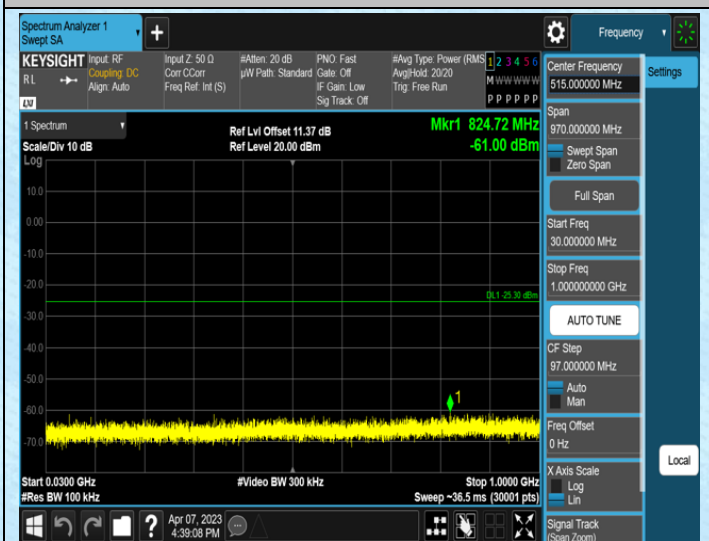 Spectrum Analyzer 1
Swept SA
Frequency
KEYSIGHT
R L
LXI
Input: RF
Coupling: DC
Align: Auto
Input Z: 50 Ω
Corr CCorr
Freq Ref: Int (S)
#Atten: 20 dB
µW Path: Standard
PNO: Fast
Gate: Off
IF Gain: Low
Sig Track: Off
#Avg Type: Power (RMS
Avg|Hold: 20/20
Trig: Free Run
1 2 3 4 5 6
M W W W W W
P P P P P P
1 Spectrum
Scale/Div 10 dB
Log
Ref Lvl Offset 11.37 dB
Ref Level 20.00 dBm
Mkr1 824.72 MHz
-61.00 dBm
10.0
0.00
-10.0
-20.0
DL1 -25.30 dBm
-30.0
-40.0
-50.0
-60.0
1
-70.0
Start 0.0300 GHz
#Res BW 100 kHz
#Video BW 300 kHz
Stop 1.0000 GHz
Sweep ~36.5 ms (30001 pts)
Apr 07, 2023
4:39:08 PM
Center Frequency
515.000000 MHz
Span
970.000000 MHz
Swept Span
Zero Span
Full Span
Start Freq
30.000000 MHz
Stop Freq
1.000000000 GHz
AUTO TUNE
CF Step
97.000000 MHz
Auto
Man
Freq Offset
0 Hz
X Axis Scale
Log
Lin
Signal Track
(Span Zoom)
Settings
Local